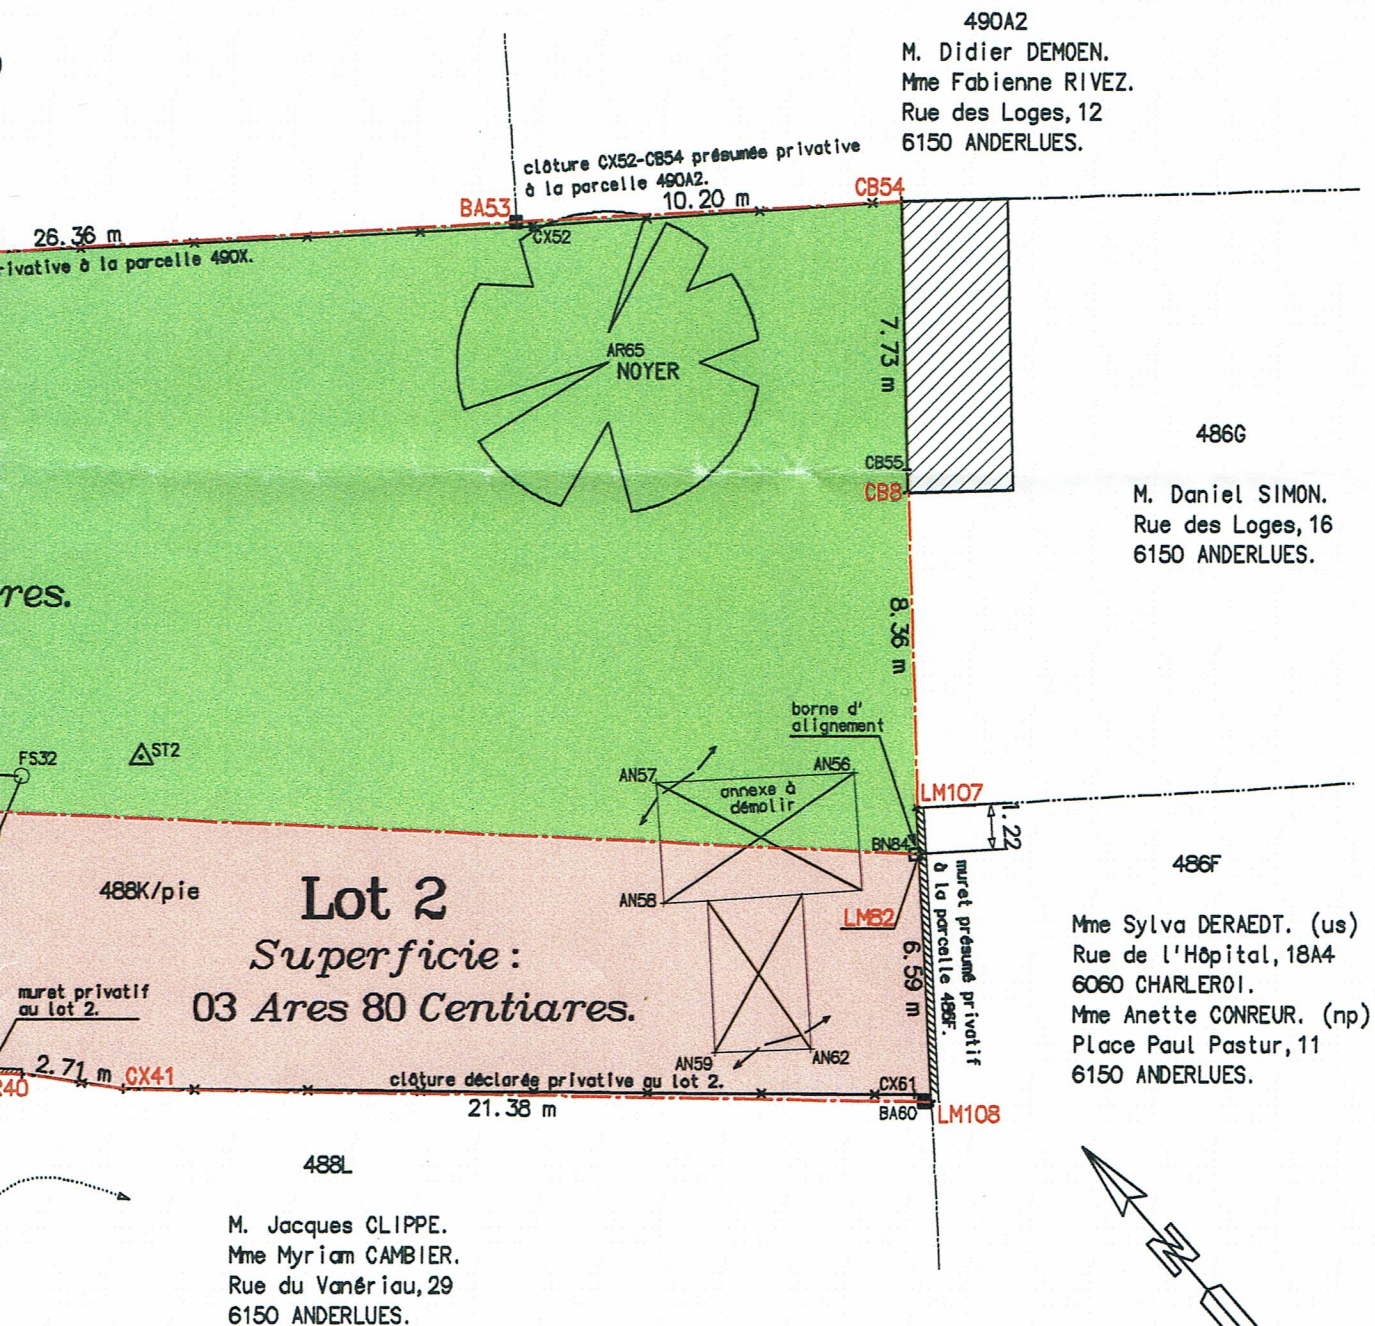 490A2
M. Didier DEMOEN.
Mme Fabienne RIVEZ.
Rue des Loges, 12
6150 ANDERLUES.
clôture CX52-CB54 présumée privative
à la parcelle 490A2.
10.20 m
CB54
BA53
CX52
26.36 m
rivative à la parcelle 490X.
AR65
NOYER
7.73 m
CB55
CB8
486G
M. Daniel SIMON.
Rue des Loges, 16
6150 ANDERLUES.
res.
8.36 m
borne d'
alignement
FS32
ST2
AN57
AN56
annexe à
démolir
LM107
1.22
BN84
AN58
LM82
488K/pie
Lot 2
Superficie :
03 Ares 80 Centiares.
6.59 m
muret présumé privatif
à la parcelle 486F.
486F
Mme Sylva DERAEDT. (us)
Rue de l'Hôpital, 18A4
6060 CHARLEROI.
Mme Anette CONREUR. (np)
Place Paul Pastur, 11
6150 ANDERLUES.
muret privatif
au lot 2.
AN59
AN62
R40
2.71 m
CX41
clôture déclarée privative au lot 2.
21.38 m
CX61
BA60
LM108
488L
M. Jacques CLIPPE.
Mme Myriam CAMBIER.
Rue du Vanériau, 29
6150 ANDERLUES.
N